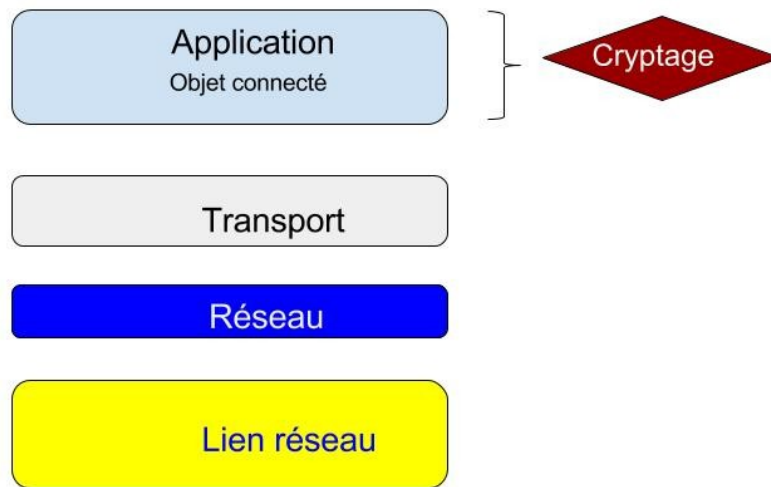 Application
Objet connecté
Cryptage
Transport
Réseau
Lien réseau